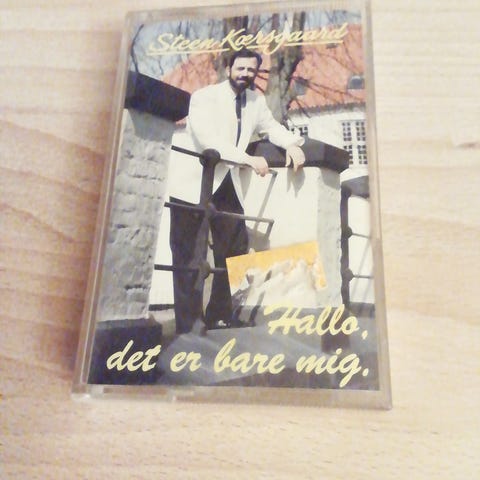 Steen Kærsgaard
Hallo,
det er bare mig.